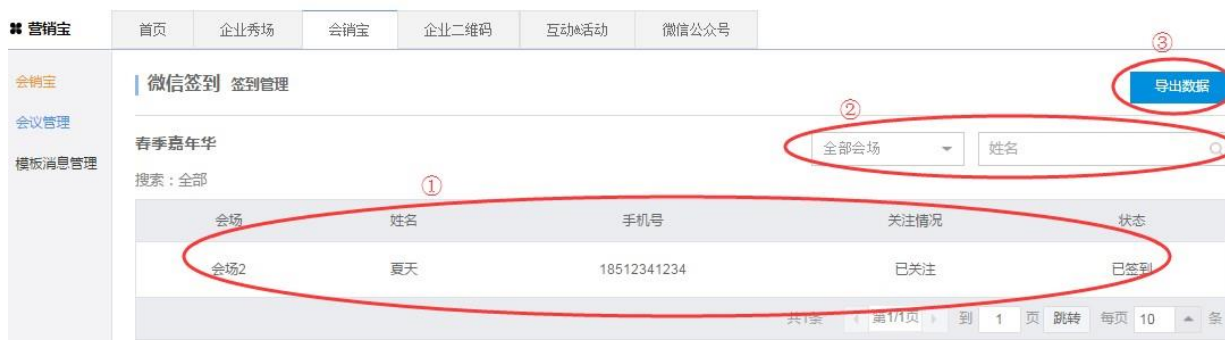 营销宝 首页 企业秀场 会销宝 企业二维码 互动&活动 微信公众号
③
会销宝 微信签到 签到管理 导出数据
会议管理 ②
春季嘉年华 全部会场 姓名
模板消息管理
搜索：全部 ①
会场 姓名 手机号 关注情况 状态
会场2 夏天 18512341234 已关注 已签到
共1条 第1/1页 到 1 页 跳转 每页 10 条